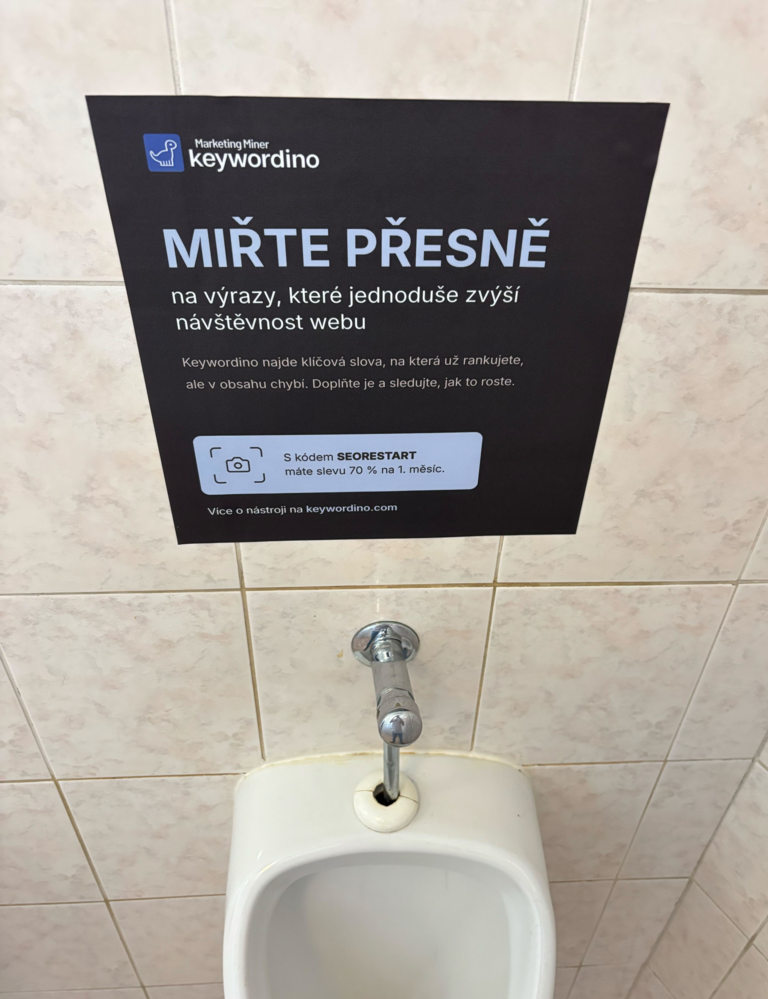 Marketing Miner
keywordino
MIŘTE PŘESNĚ
na výrazy, které jednoduše zvýší
návštěvnost webu
Keywordino najde klíčová slova, na která už rankujete,
ale v obsahu chybí. Doplňte je a sledujte, jak to roste.
S kódem SEORESTART
máte slevu 70 % na 1. měsíc.
Více o nástroji na keywordino.com